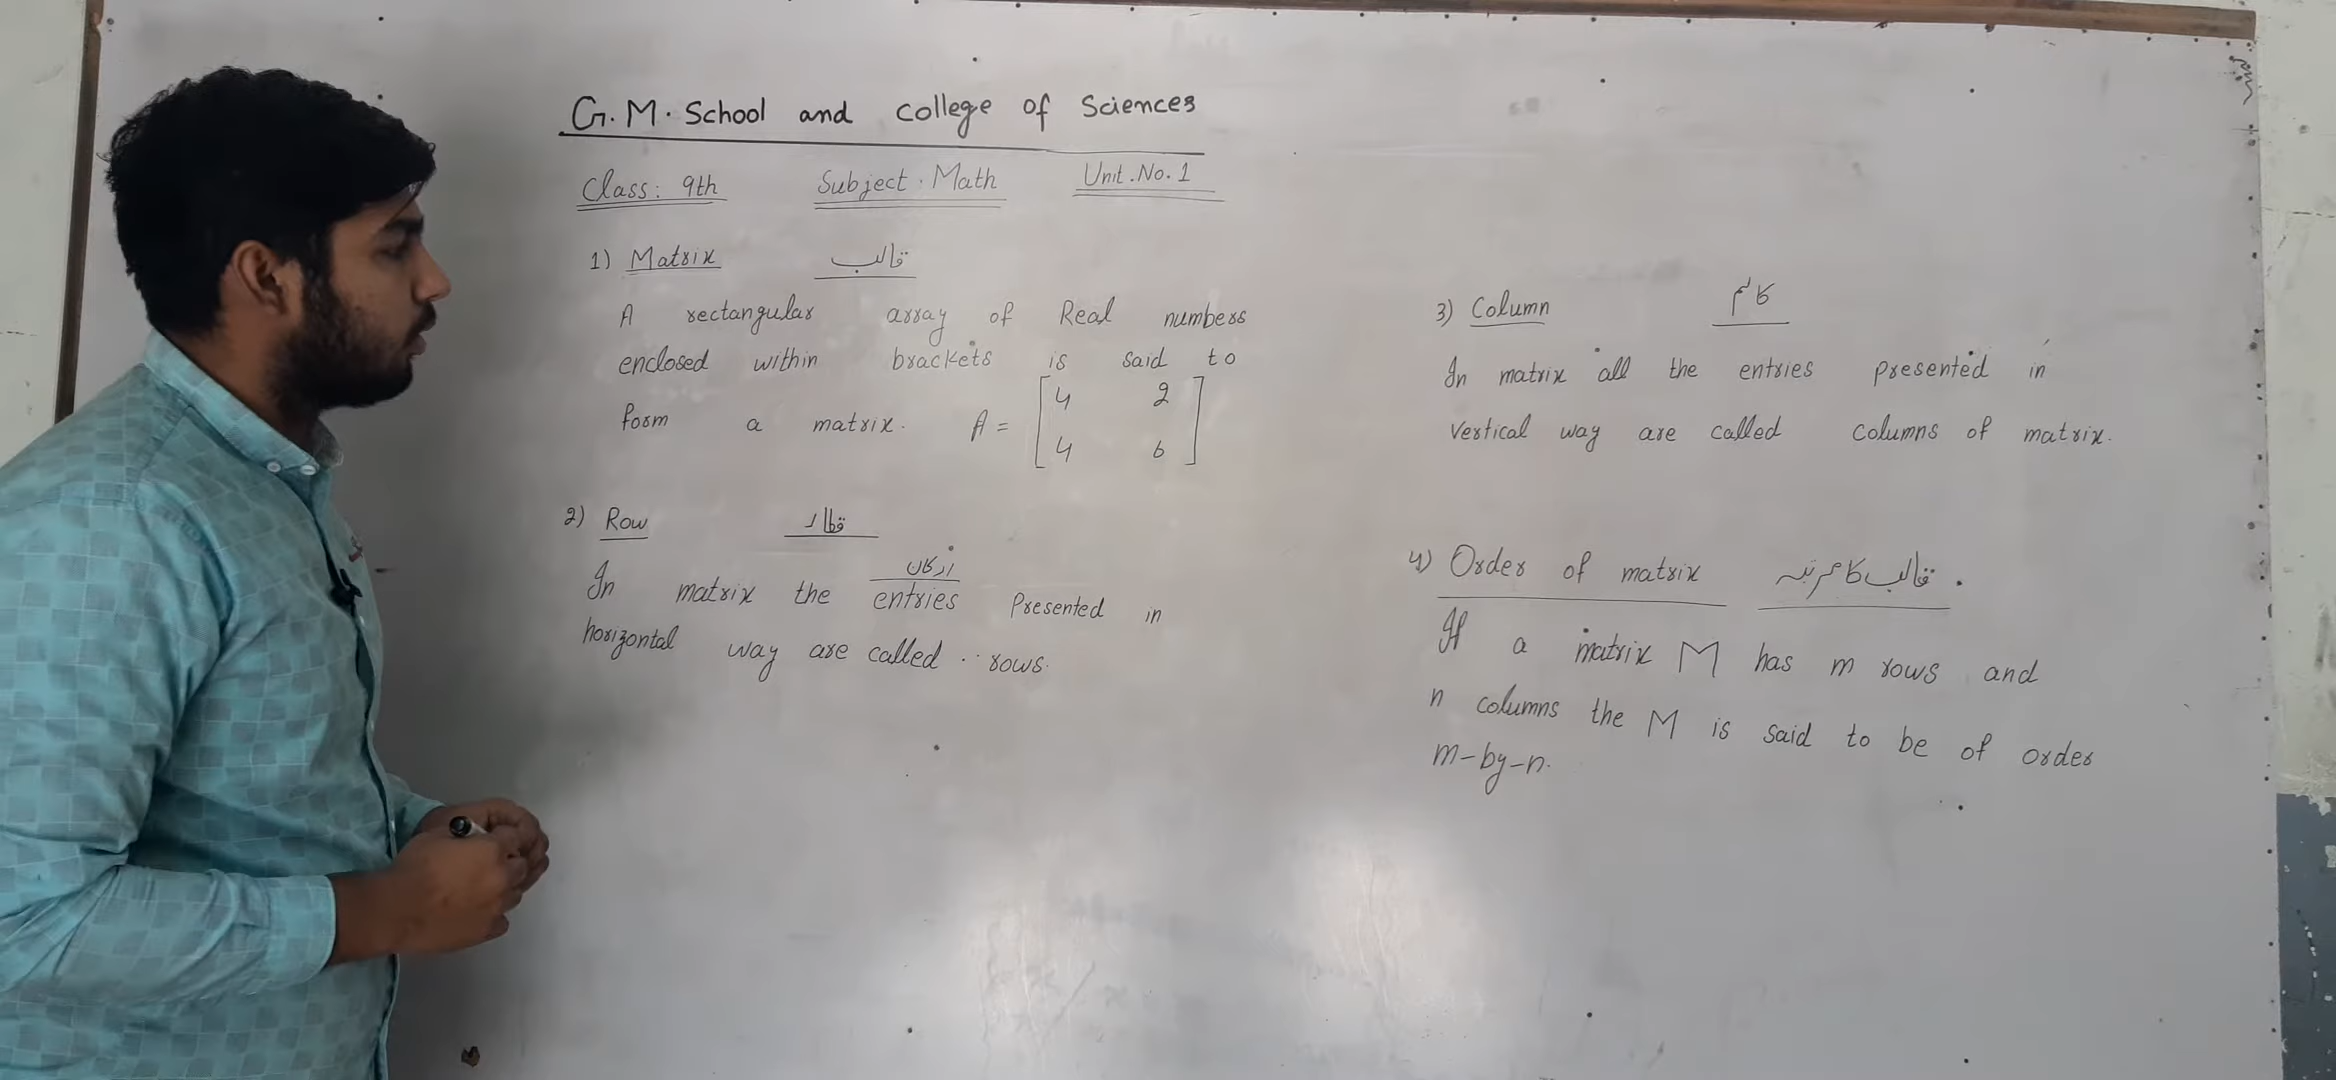 G.M. School and college of Sciences
Class: 9th Subject. Math Unit.No.1
1) Matrix قالب
A rectangular array of Real numbers
enclosed within brackets is said to
form a matrix. A = [4 2
4 6]
2) Row قطار
ارکان
In matrix the entries Presented in
horizontal way are called rows.
3) Column کالم
In matrix all the entries presented in
vertical way are called columns of matrix.
4) Order of matrix قالب کا مرتبہ
If a matrix M has m rows and
n columns the M is said to be of order
m-by-n.